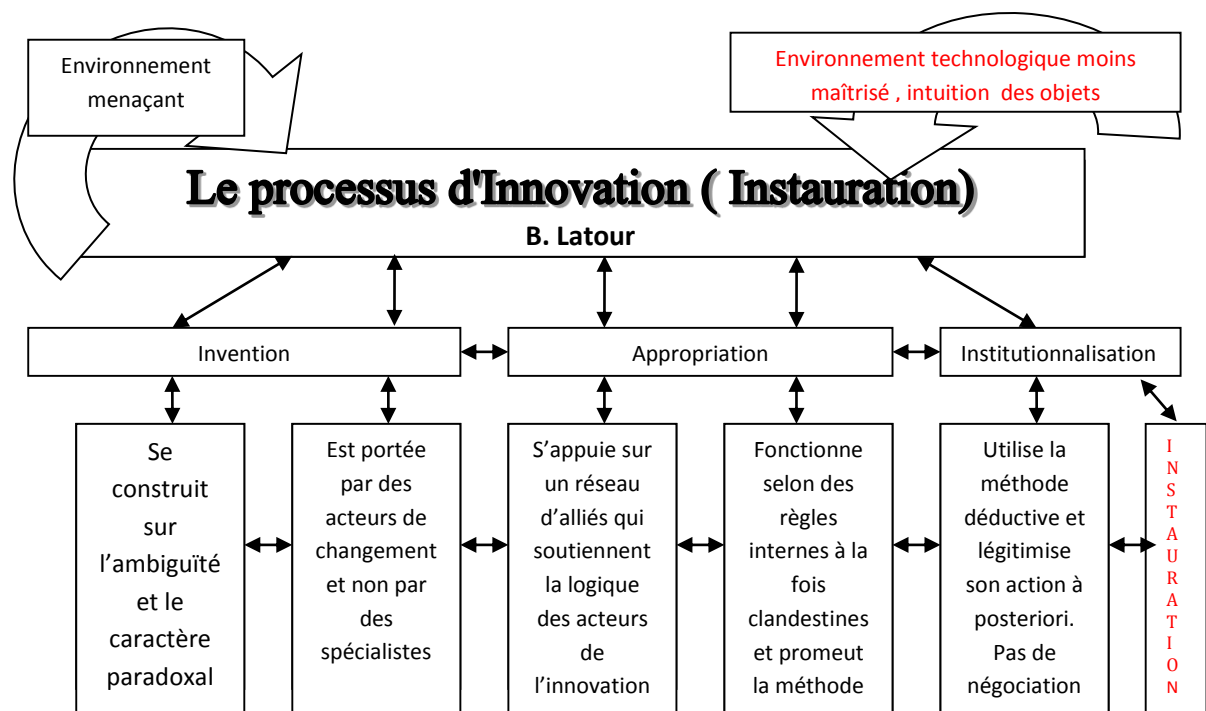 Environnement
menaçant
Environnement technologique moins
maîtrisé , intuition des objets
Le processus d'Innovation ( Instauration)
B. Latour
Invention
Appropriation
Institutionnalisation
Se
construit
sur
l'ambiguïté
et le
caractère
paradoxal
Est portée
par des
acteurs de
changement
et non par
des
spécialistes
S'appuie sur
un réseau
d'alliés qui
soutiennent
la logique
des acteurs
de
l'innovation
Fonctionne
selon des
règles
internes à la
fois
clandestines
et promeut
la méthode
Utilise la
méthode
déductive et
légitimise
son action à
posteriori.
Pas de
négociation
I
N
S
T
A
U
R
A
T
I
O
N